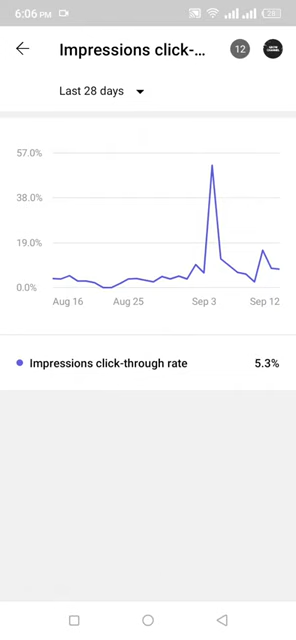 6:06 PM 28
Impressions click-... 12
Last 28 days
57.0%
38.0%
19.0%
0.0%
Aug 16 Aug 25 Sep 3 Sep 12
Impressions click-through rate 5.3%